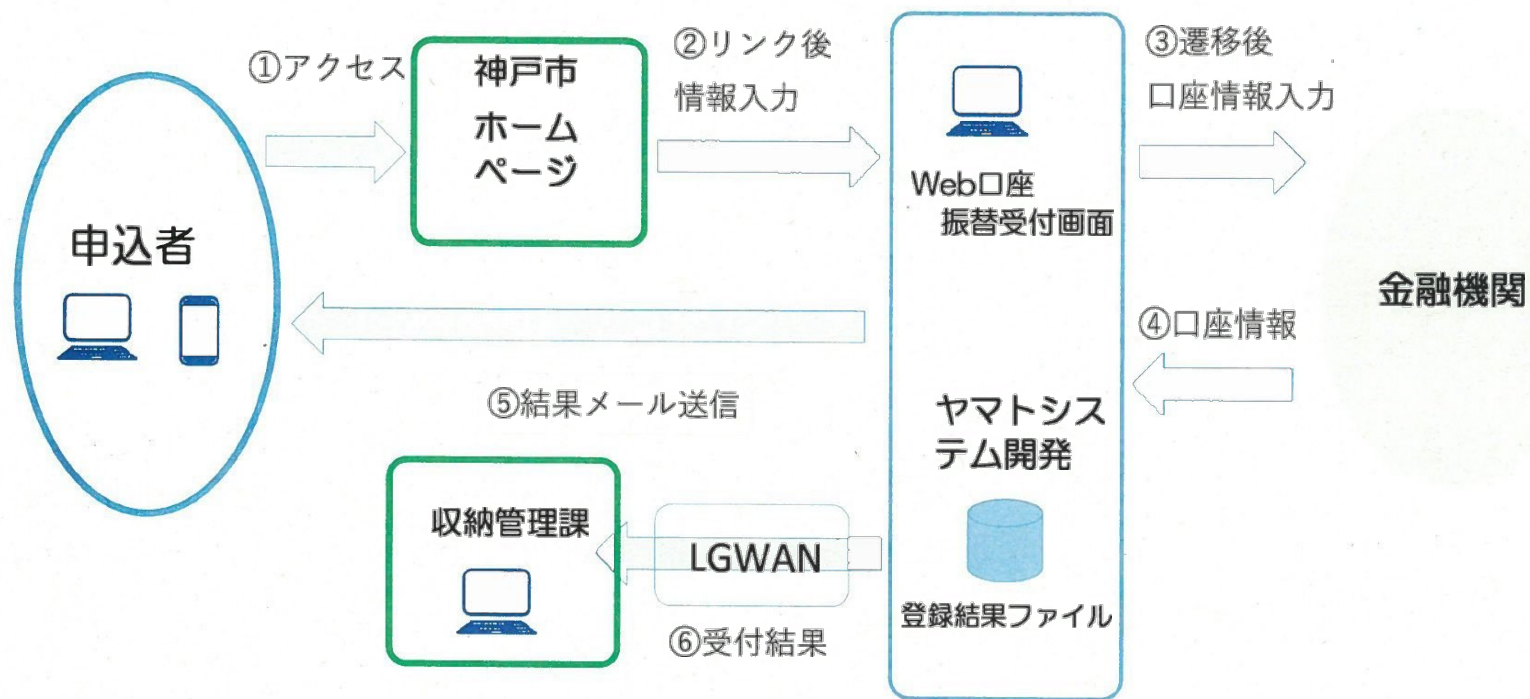 ①アクセス
神戸市
ホーム
ページ
②リンク後
情報入力
③遷移後
口座情報入力
Web口座
振替受付画面
申込者
金融機関
④口座情報
⑤結果メール送信
ヤマトシス
テム開発
収納管理課
LGWAN
登録結果ファイル
⑥受付結果